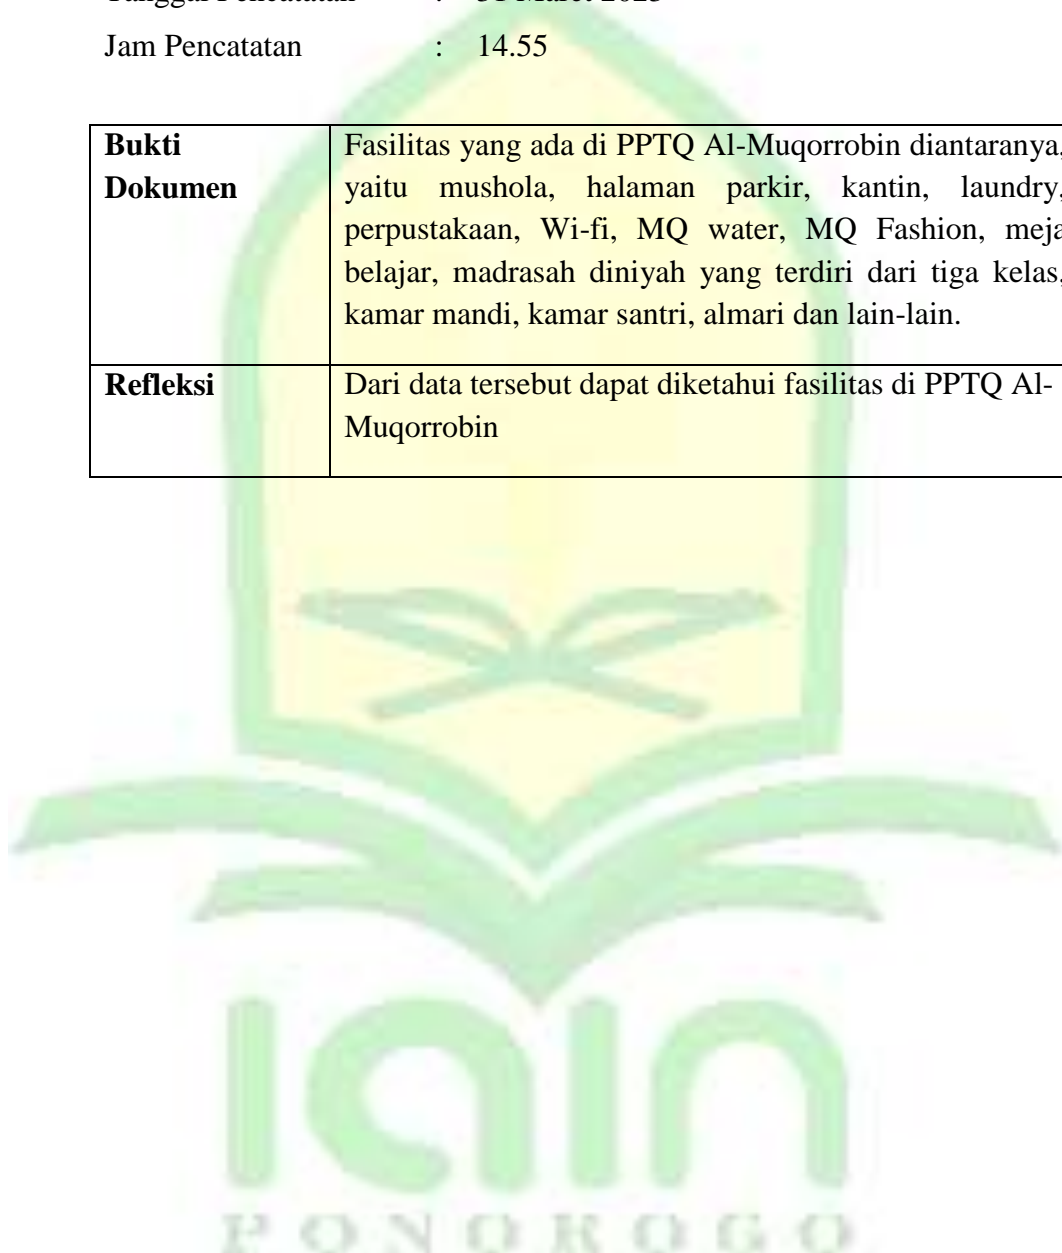 Jam Pencatatan : 14.55
Bukti Dokumen
Fasilitas yang ada di PPTQ Al-Muqorrobin diantaranya,
yaitu mushola, halaman parkir, kantin, laundry,
perpustakaan, Wi-fi, MQ water, MQ Fashion, meja
belajar, madrasah diniyah yang terdiri dari tiga kelas,
kamar mandi, kamar santri, almari dan lain-lain.
Refleksi
Dari data tersebut dapat diketahui fasilitas di PPTQ Al-
Muqorrobin
iain
PONOROGO